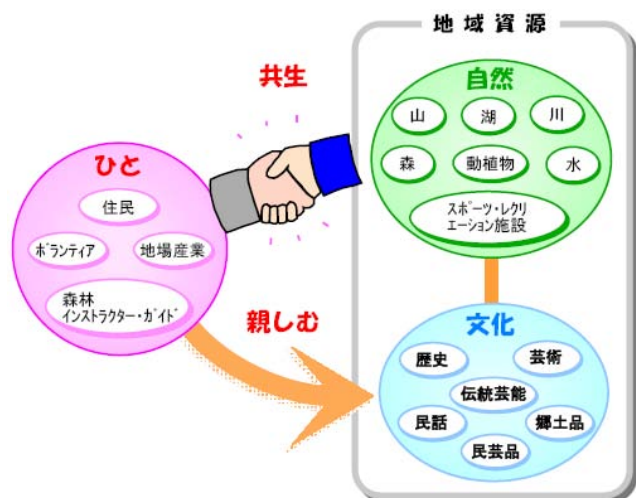 地域資源
共生
自然
山
湖
川
森
動植物
水
スポーツ・レクリ
エーション施設
ひと
住民
ボランティア
地場産業
森林
インストラクター・ガイド
親しむ
文化
歴史
芸術
伝統芸能
民話
郷土品
民芸品